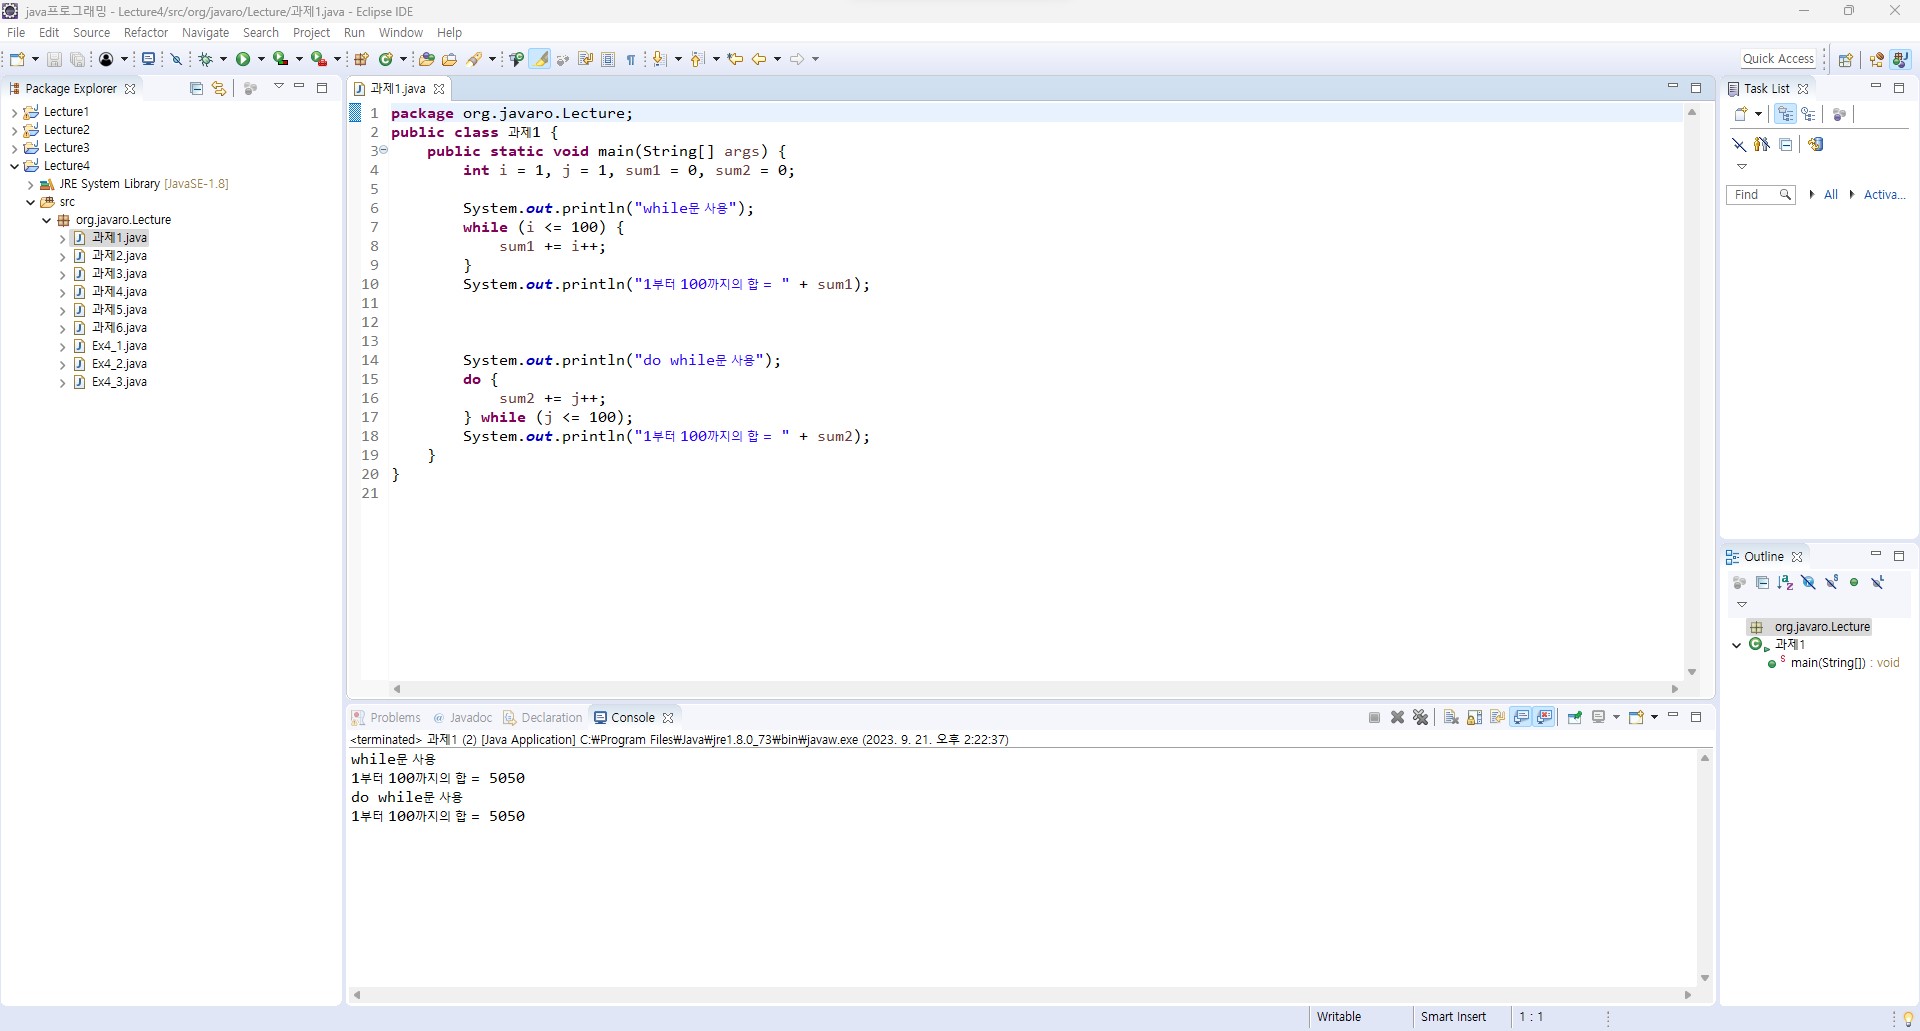 java프로그래밍 - Lecture4/src/org/javaro/Lecture/과제1.java - Eclipse IDE
File Edit Source Refactor Navigate Search Project Run Window Help
Quick Access
Package Explorer
Lecture1
Lecture2
Lecture3
Lecture4
JRE System Library [JavaSE-1.8]
src
org.javaro.Lecture
과제1.java
과제2.java
과제3.java
과제4.java
과제5.java
과제6.java
Ex4_1.java
Ex4_2.java
Ex4_3.java
과제1.java
1 package org.javaro.Lecture;
2 public class 과제1 {
3 public static void main(String[] args) {
4 int i = 1, j = 1, sum1 = 0, sum2 = 0;
5
6 System.out.println("while문 사용");
7 while (i <= 100) {
8 sum1 += i++;
9 }
10 System.out.println("1부터 100까지의 합 = " + sum1);
11
12
13
14 System.out.println("do while문 사용");
15 do {
16 sum2 += j++;
17 } while (j <= 100);
18 System.out.println("1부터 100까지의 합 = " + sum2);
19 }
20 }
21
Problems @ Javadoc Declaration Console
<terminated> 과제1 (2) [Java Application] C:₩Program Files₩Java₩jre1.8.0_73₩bin₩javaw.exe (2023. 9. 21. 오후 2:22:37)
while문 사용
1부터 100까지의 합 = 5050
do while문 사용
1부터 100까지의 합 = 5050
Task List
Find All Activa...
Outline
org.javaro.Lecture
과제1
main(String[]) : void
Writable Smart Insert 1 : 1